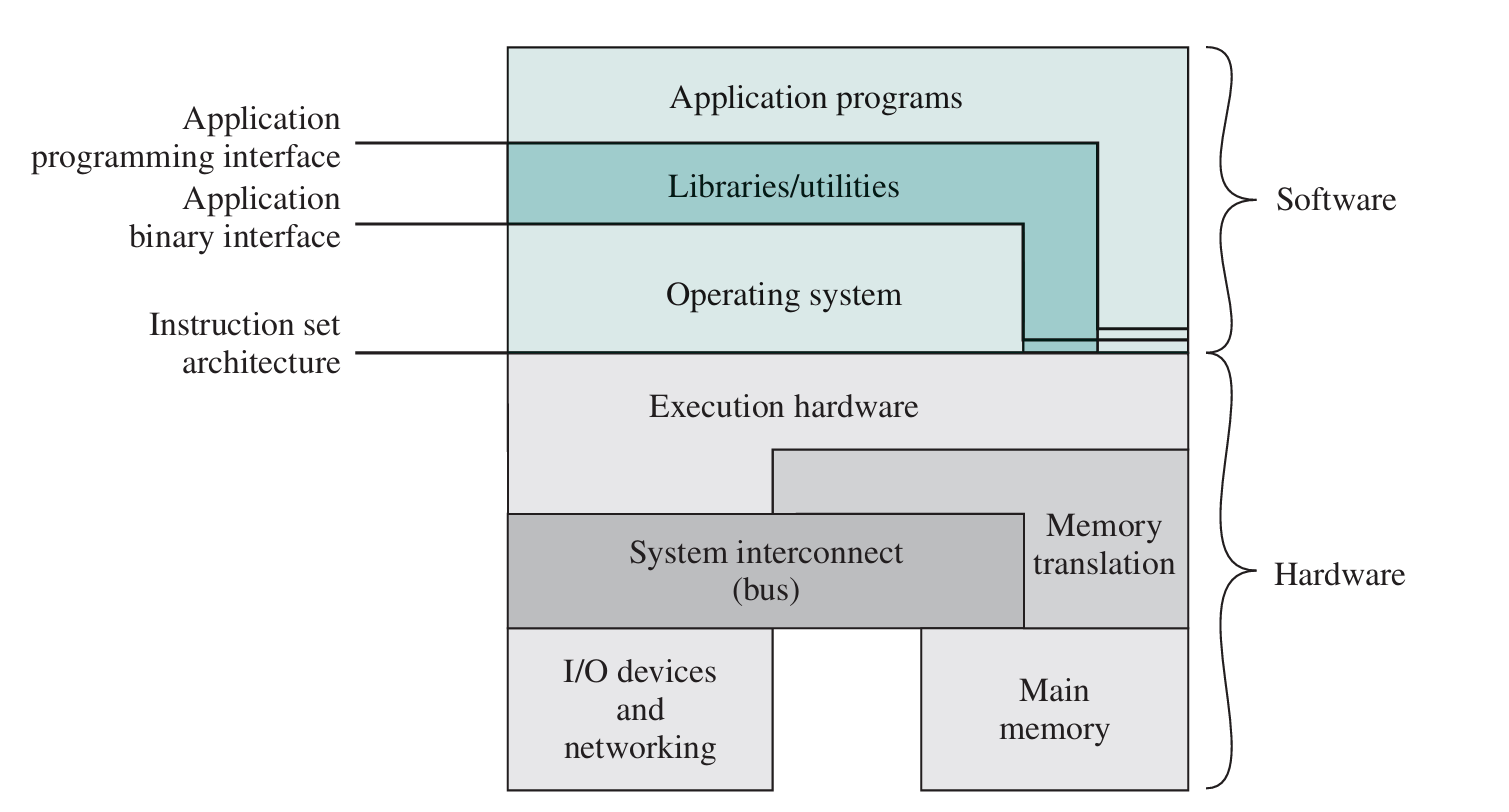 Application programs
Application
programming interface
Libraries/utilities
Application
binary interface
Software
Operating system
Instruction set
architecture
Execution hardware
Memory
translation
System interconnect
(bus)
Hardware
I/O devices
and
networking
Main
memory